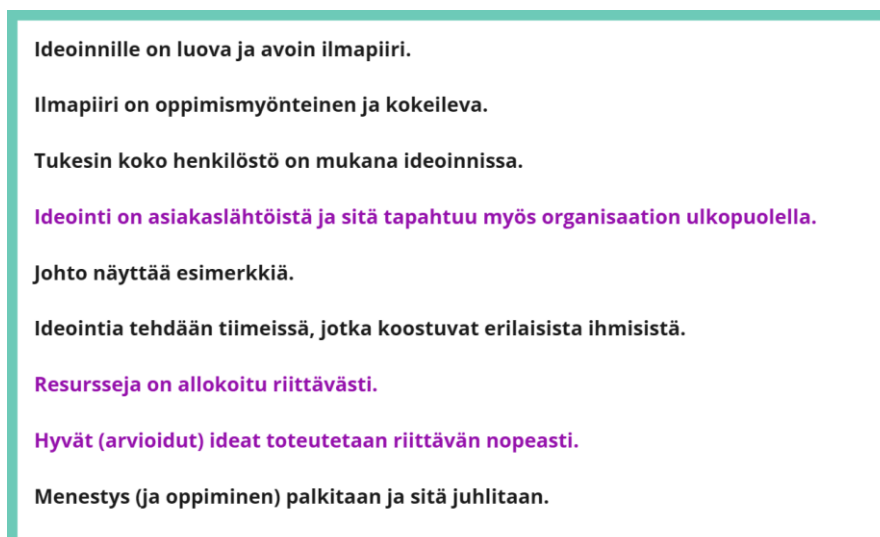 Ideoinnille on luova ja avoin ilmapiiri.
Ilmapiiri on oppimismyönteinen ja kokeileva.
Tukesin koko henkilöstö on mukana ideoinnissa.
Ideointi on asiakaslähtöistä ja sitä tapahtuu myös organisaation ulkopuolella.
Johto näyttää esimerkkiä.
Ideointia tehdään tiimeissä, jotka koostuvat erilaisista ihmisistä.
Resursseja on allokoitu riittävästi.
Hyvät (arvioidut) ideat toteutetaan riittävän nopeasti.
Menestys (ja oppiminen) palkitaan ja sitä juhlitaan.